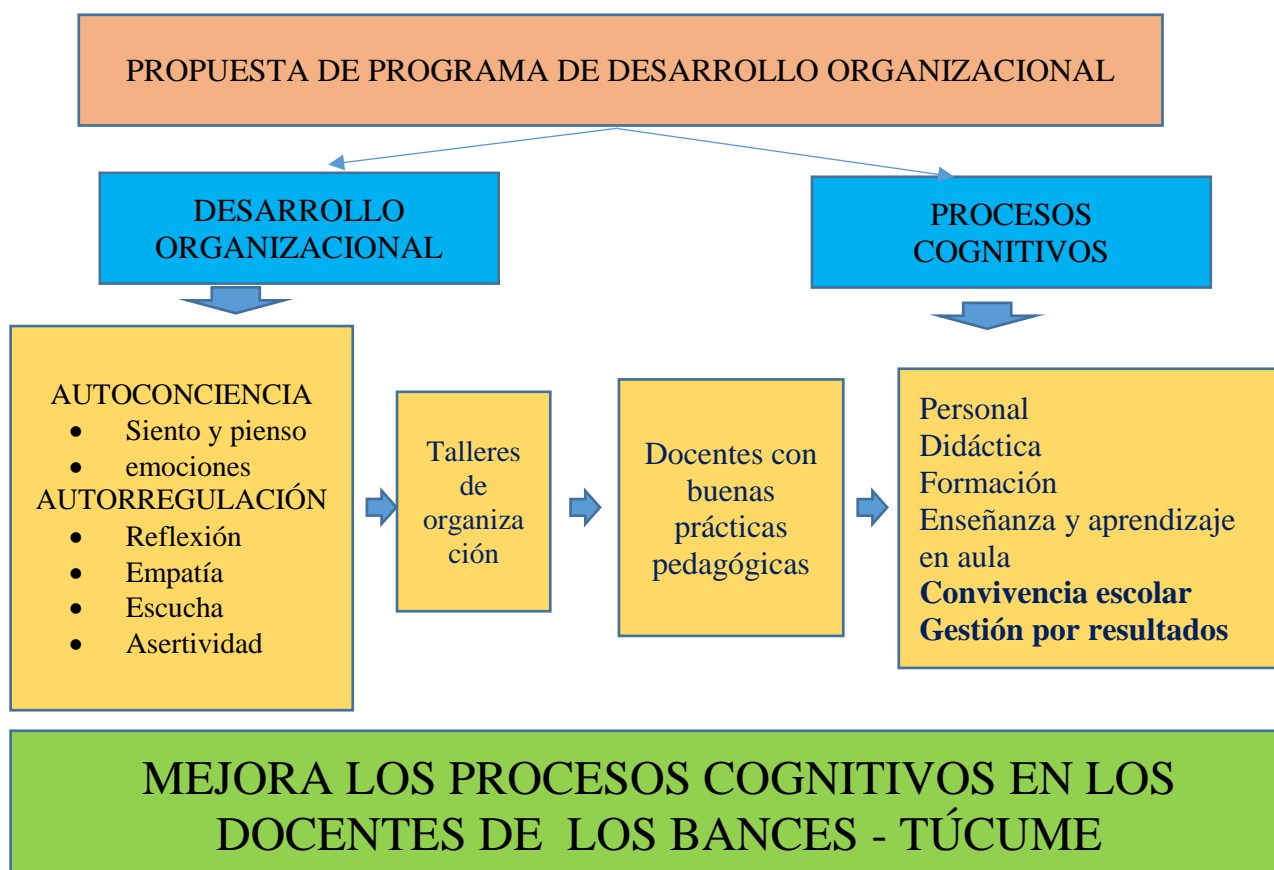 PROPUESTA DE PROGRAMA DE DESARROLLO ORGANIZACIONAL
DESARROLLO
ORGANIZACIONAL
PROCESOS
COGNITIVOS
AUTOCONCIENCIA
• Siento y pienso
• emociones
AUTORREGULACIÓN
• Reflexión
• Empatía
• Escucha
• Asertividad
Talleres
de
organiza
ción
Docentes con
buenas
prácticas
pedagógicas
Personal
Didáctica
Formación
Enseñanza y aprendizaje
en aula
Convivencia escolar
Gestión por resultados
MEJORA LOS PROCESOS COGNITIVOS EN LOS
DOCENTES DE LOS BANCES - TÚCUME